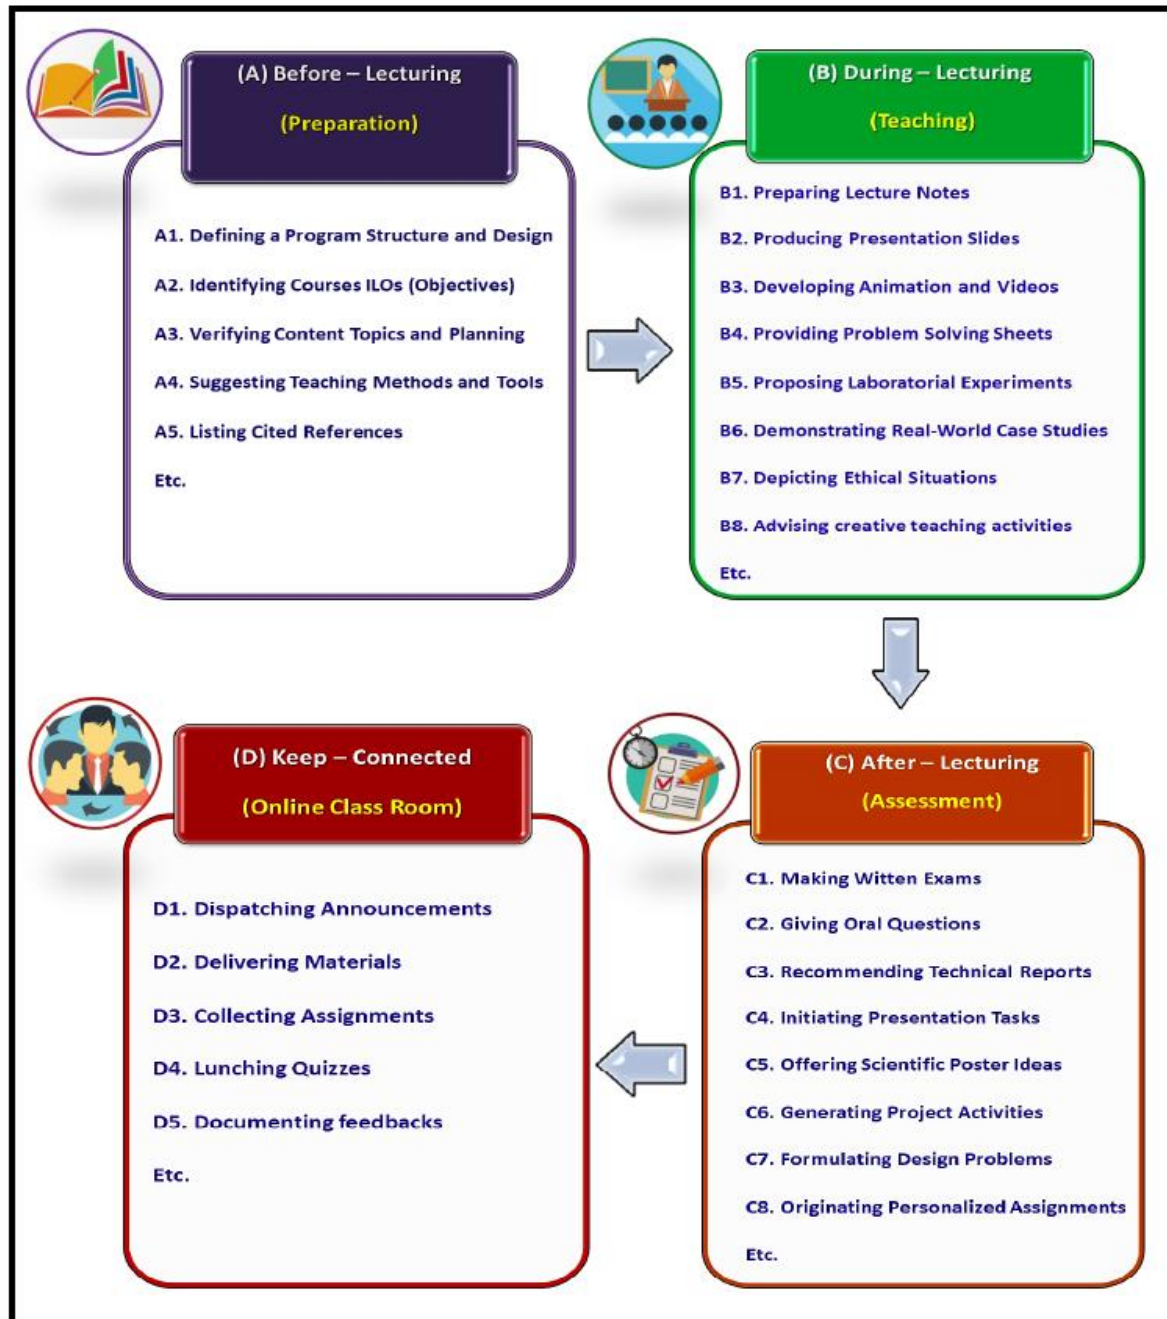 (A) Before – Lecturing
(Preparation)
A1. Defining a Program Structure and Design
A2. Identifying Courses ILOs (Objectives)
A3. Verifying Content Topics and Planning
A4. Suggesting Teaching Methods and Tools
A5. Listing Cited References
Etc.
(B) During – Lecturing
(Teaching)
B1. Preparing Lecture Notes
B2. Producing Presentation Slides
B3. Developing Animation and Videos
B4. Providing Problem Solving Sheets
B5. Proposing Laboratorial Experiments
B6. Demonstrating Real-World Case Studies
B7. Depicting Ethical Situations
B8. Advising creative teaching activities
Etc.
(C) After – Lecturing
(Assessment)
C1. Making Witten Exams
C2. Giving Oral Questions
C3. Recommending Technical Reports
C4. Initiating Presentation Tasks
C5. Offering Scientific Poster Ideas
C6. Generating Project Activities
C7. Formulating Design Problems
C8. Originating Personalized Assignments
Etc.
(D) Keep – Connected
(Online Class Room)
D1. Dispatching Announcements
D2. Delivering Materials
D3. Collecting Assignments
D4. Lunching Quizzes
D5. Documenting feedbacks
Etc.